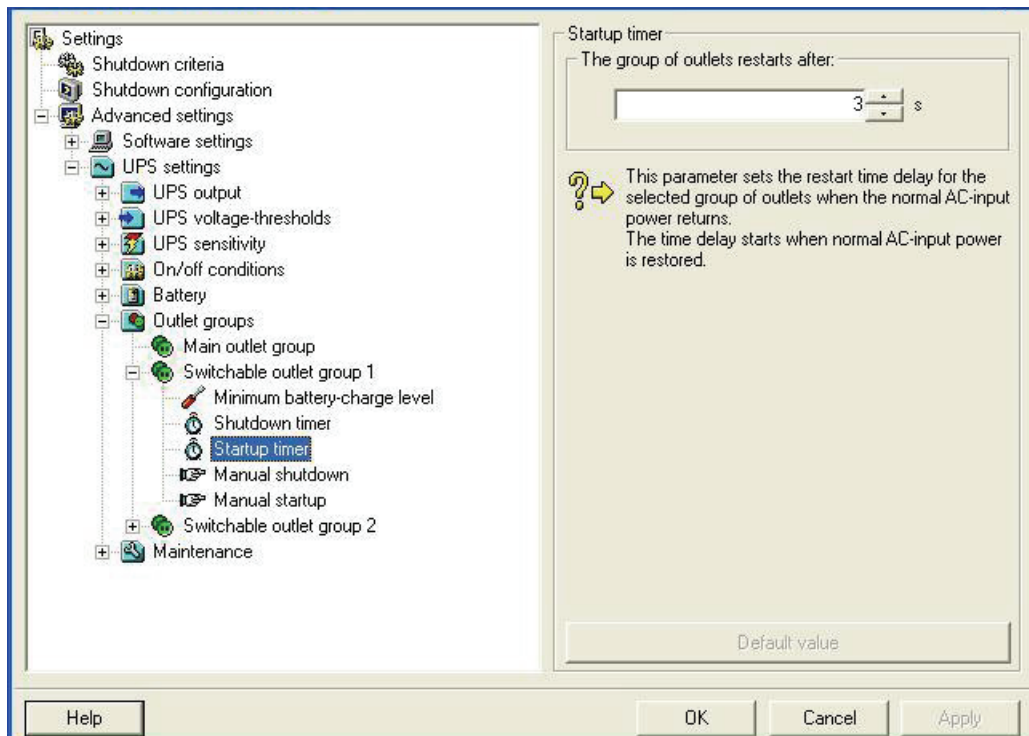 Settings
Shutdown criteria
Shutdown configuration
Advanced settings
Software settings
UPS settings
UPS output
UPS voltage-thresholds
UPS sensitivity
On/off conditions
Battery
Outlet groups
Main outlet group
Switchable outlet group 1
Minimum battery-charge level
Shutdown timer
Startup timer
Manual shutdown
Manual startup
Switchable outlet group 2
Maintenance
Startup timer
The group of outlets restarts after:
3 s
This parameter sets the restart time delay for the
selected group of outlets when the normal AC-input
power returns.
The time delay starts when normal AC-input power
is restored.
Default value
Help
OK
Cancel
Apply